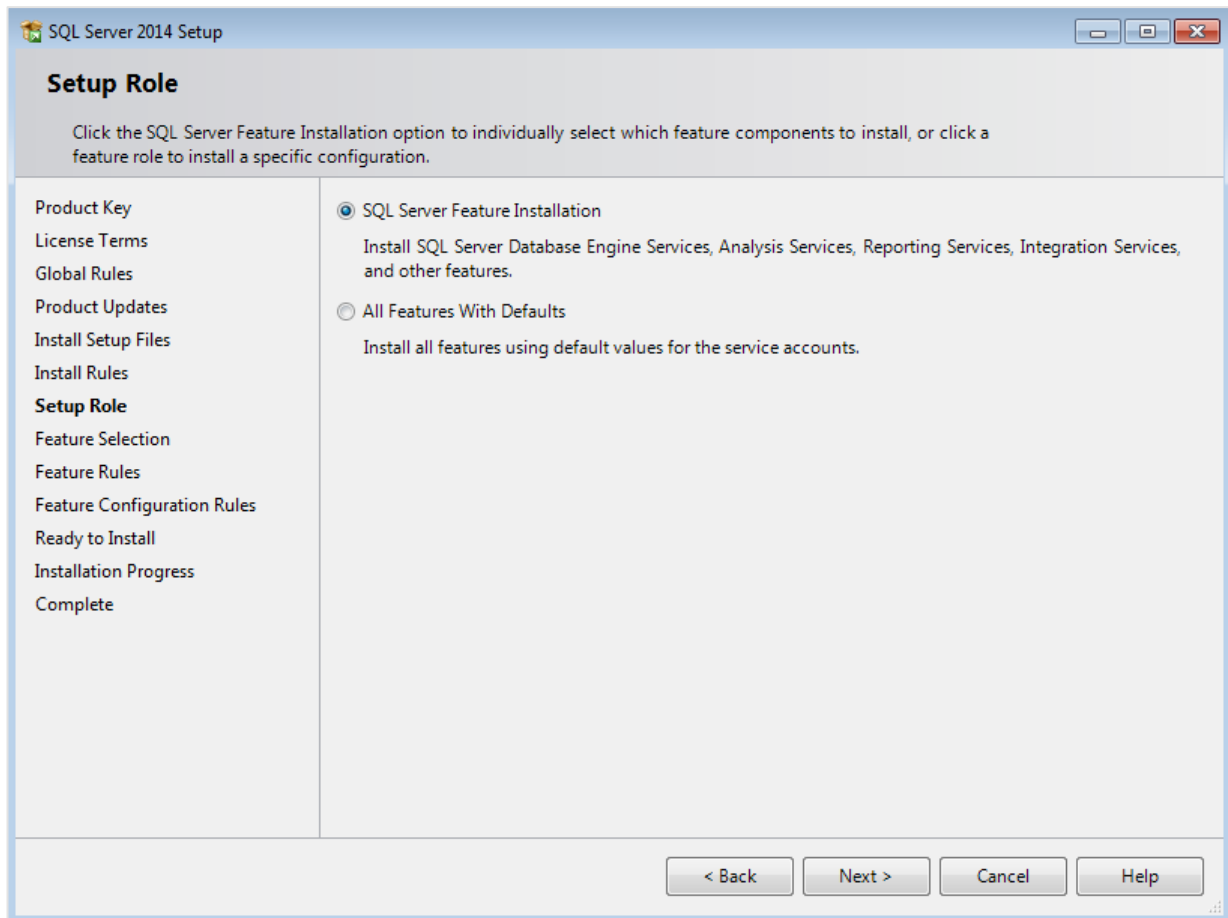 SQL Server 2014 Setup
Setup Role
Click the SQL Server Feature Installation option to individually select which feature components to install, or click a
feature role to install a specific configuration.
Product Key
License Terms
Global Rules
Product Updates
Install Setup Files
Install Rules
Setup Role
Feature Selection
Feature Rules
Feature Configuration Rules
Ready to Install
Installation Progress
Complete
SQL Server Feature Installation
Install SQL Server Database Engine Services, Analysis Services, Reporting Services, Integration Services,
and other features.
All Features With Defaults
Install all features using default values for the service accounts.
< Back
Next >
Cancel
Help